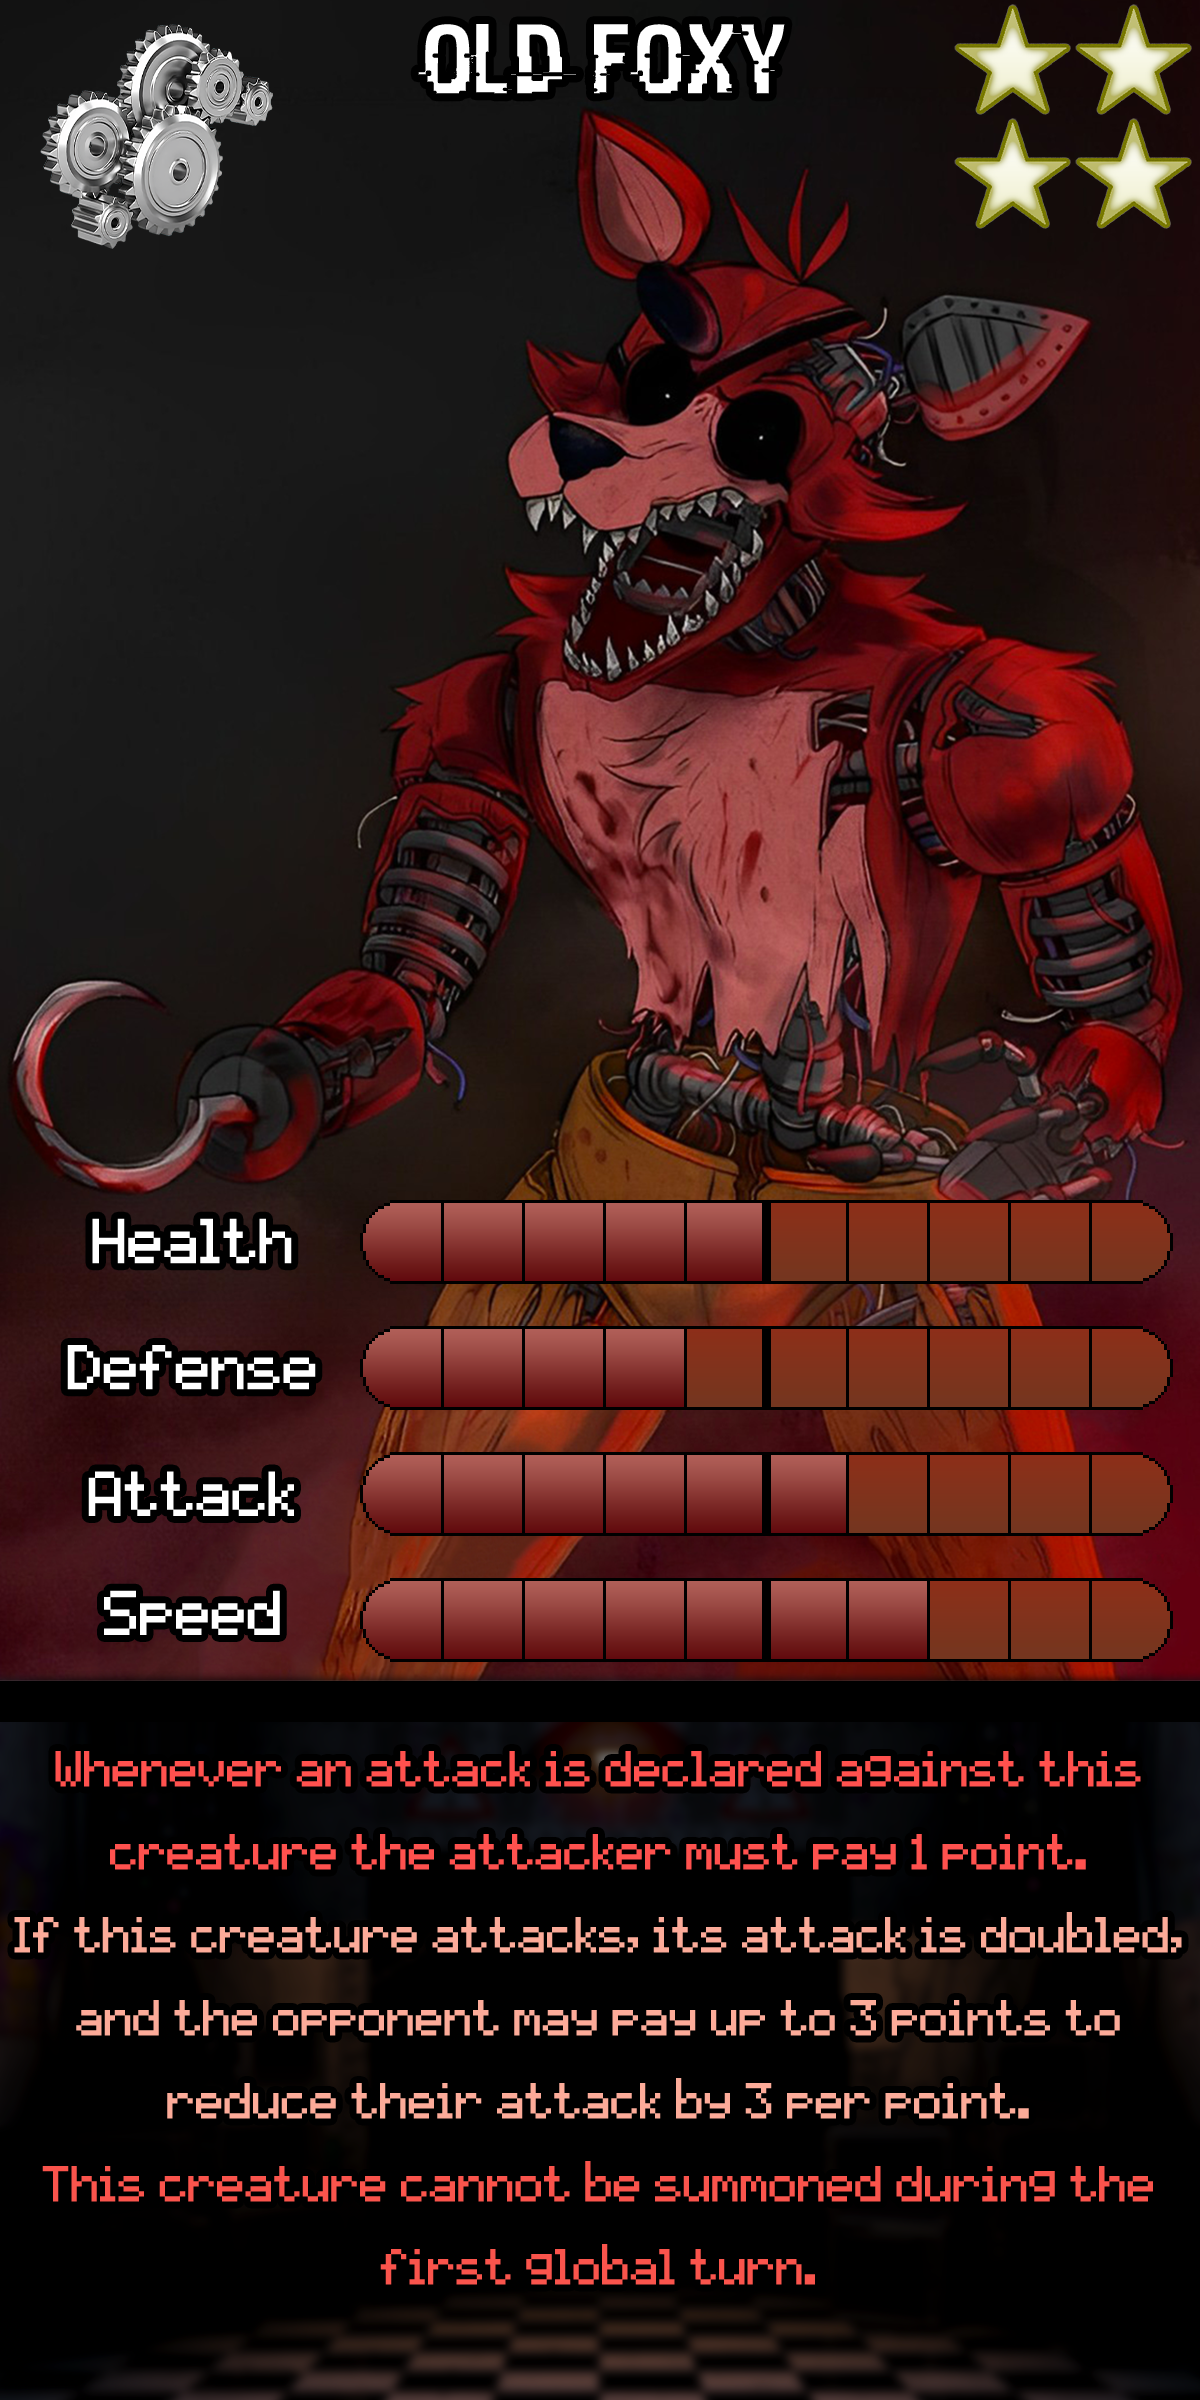 OLD FOXY
Health
Defense
Attack
Speed
Whenever an attack is declared against this
creature the attacker must pay 1 point.
If this creature attacks, its attack is doubled,
and the opponent may pay up to 3 points to
reduce their attack by 3 per point.
This creature cannot be summoned during the
first global turn.